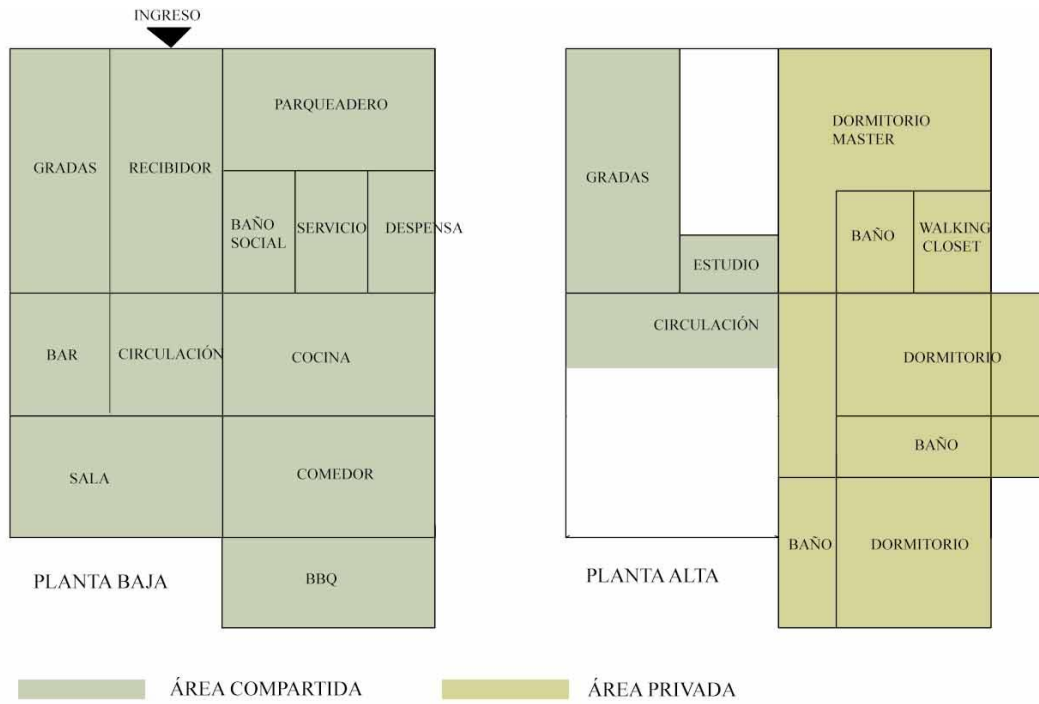 INGRESO
PARQUEADERO
GRADAS
RECIBIDOR
BAÑO
SOCIAL
SERVICIO
DESPENSA
BAR
CIRCULACIÓN
COCINA
SALA
COMEDOR
BBQ
PLANTA BAJA
DORMITORIO
MASTER
GRADAS
BAÑO
WALKING
CLOSET
ESTUDIO
CIRCULACIÓN
DORMITORIO
BAÑO
BAÑO
DORMITORIO
PLANTA ALTA
ÁREA COMPARTIDA
ÁREA PRIVADA